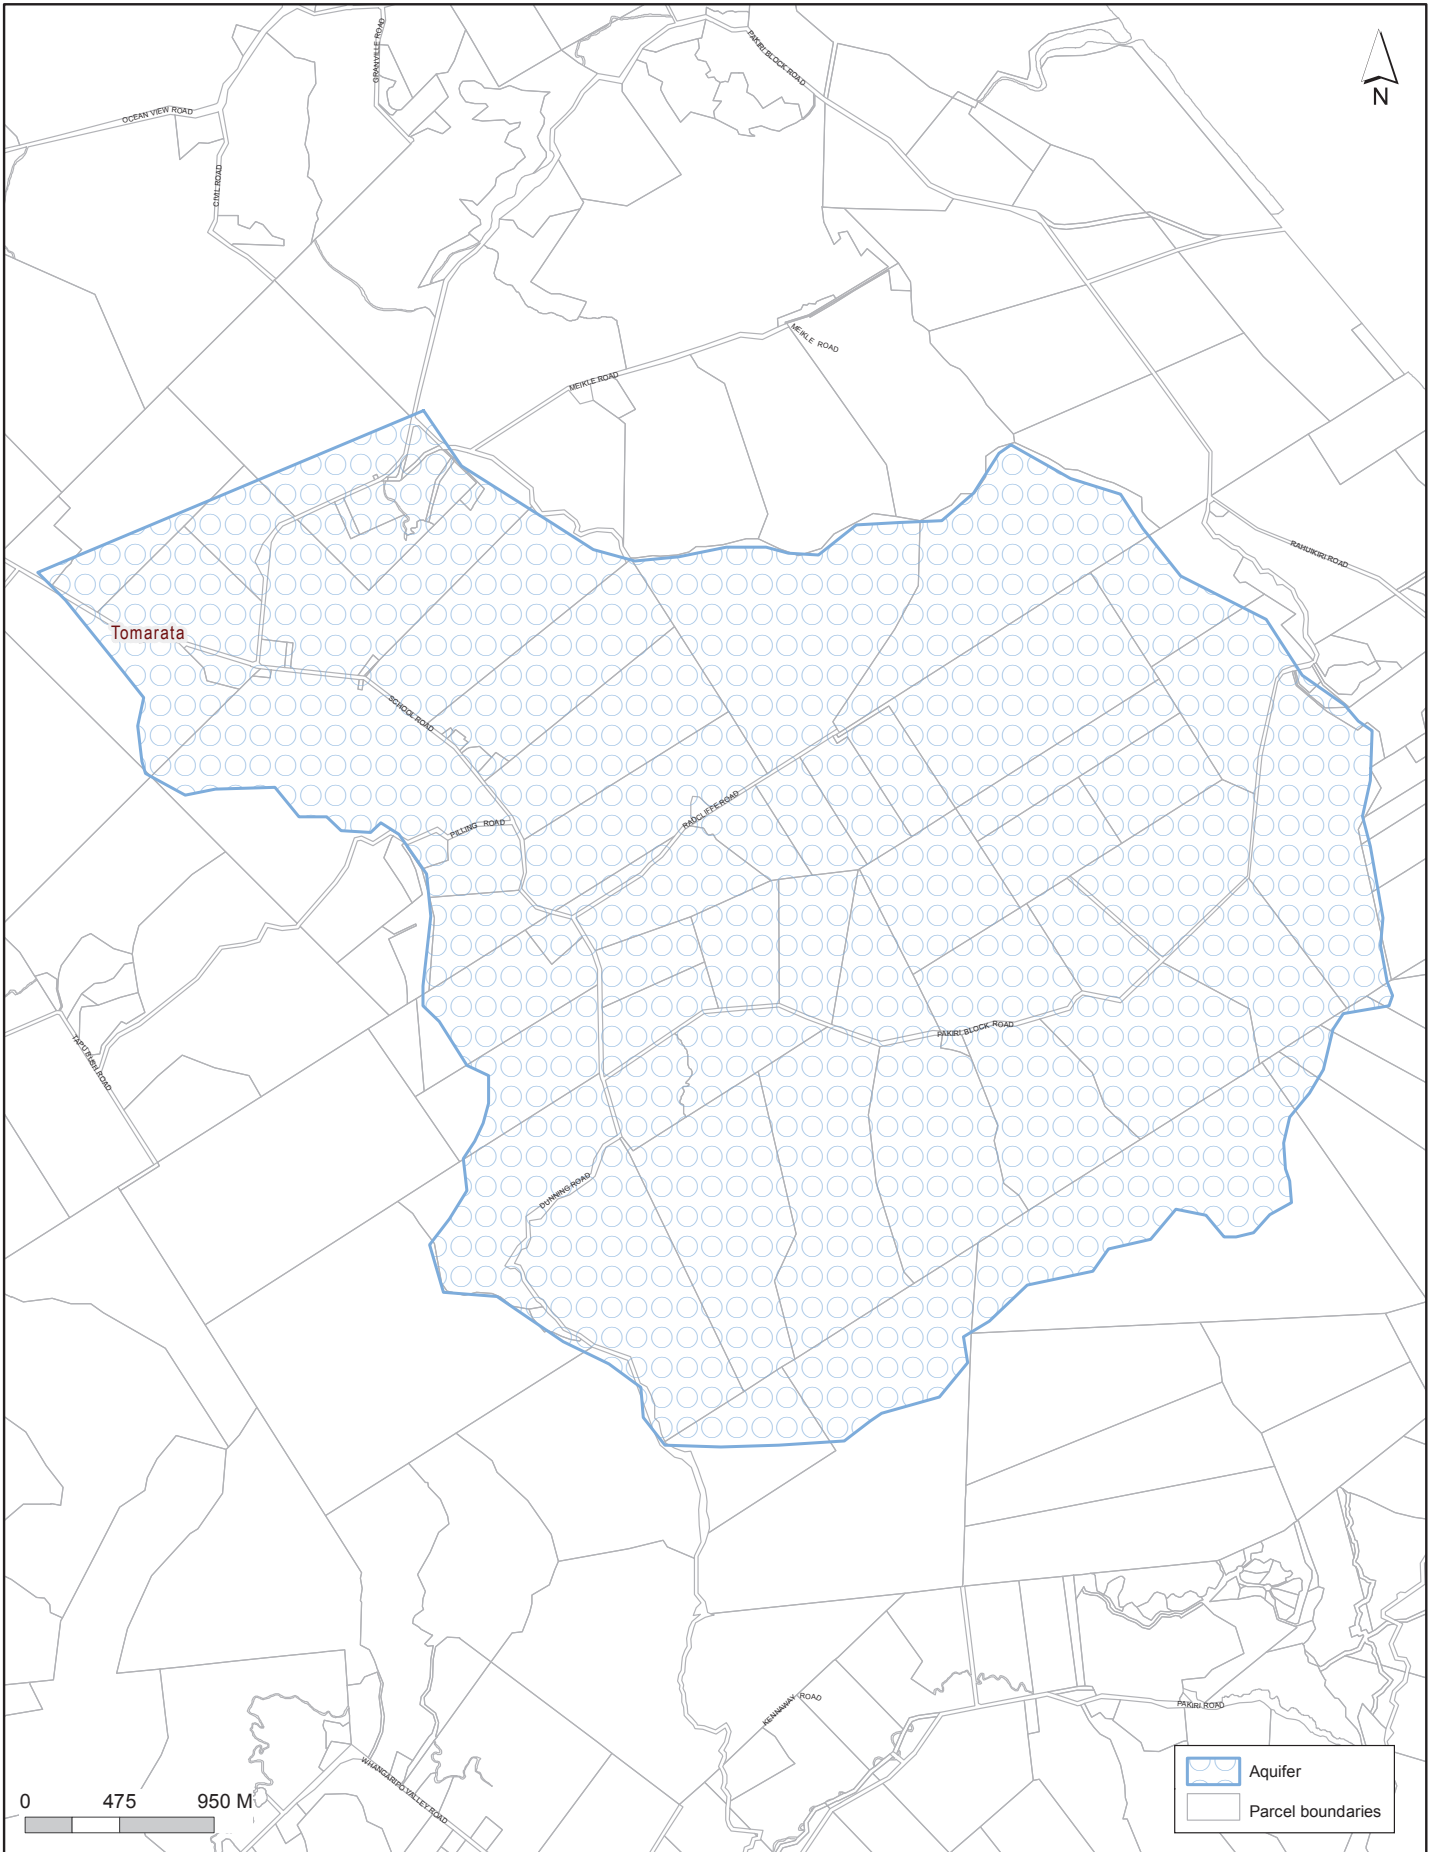 GRANVILLE ROAD
PAKIRI BLOCK ROAD
N
OCEAN VIEW ROAD
CIVIL ROAD
MEIKLE ROAD
MEIKLE ROAD
RAHUIKIRI ROAD
Tomarata
SCHOOL ROAD
RADCLIFFE ROAD
PILLING ROAD
PAKIRI BLOCK ROAD
DUNNING ROAD
KENNAWAY ROAD
PAKIRI ROAD
WHANGARIPO VALLEY ROAD
Aquifer
Parcel boundaries
0 475 950 M